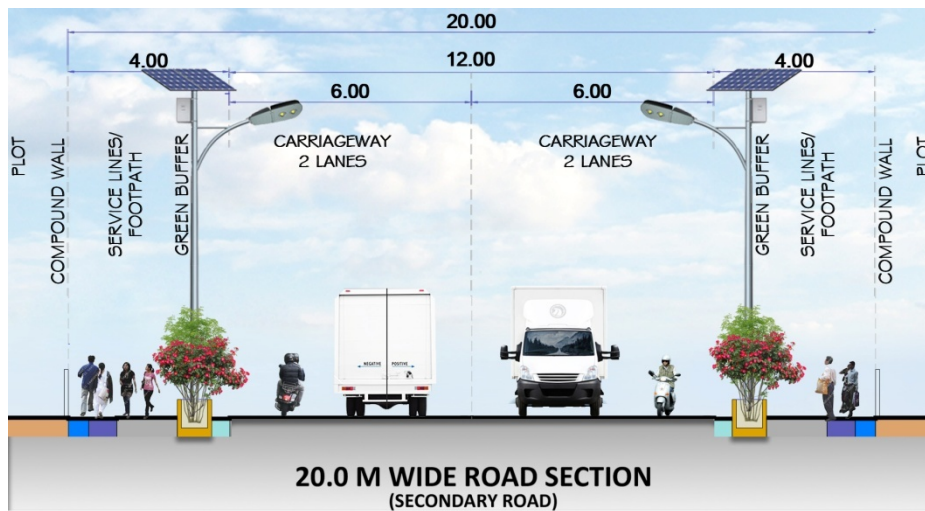 20.00
4.00
12.00
4.00
6.00
6.00
PLOT
COMPOUND WALL
SERVICE LINES/
FOOTPATH
GREEN BUFFER
CARRIAGEWAY
2 LANES
CARRIAGEWAY
2 LANES
GREEN BUFFER
SERVICE LINES/
FOOTPATH
COMPOUND WALL
PLOT
NEGATIVE
POSITIVE
20.0 M WIDE ROAD SECTION
(SECONDARY ROAD)